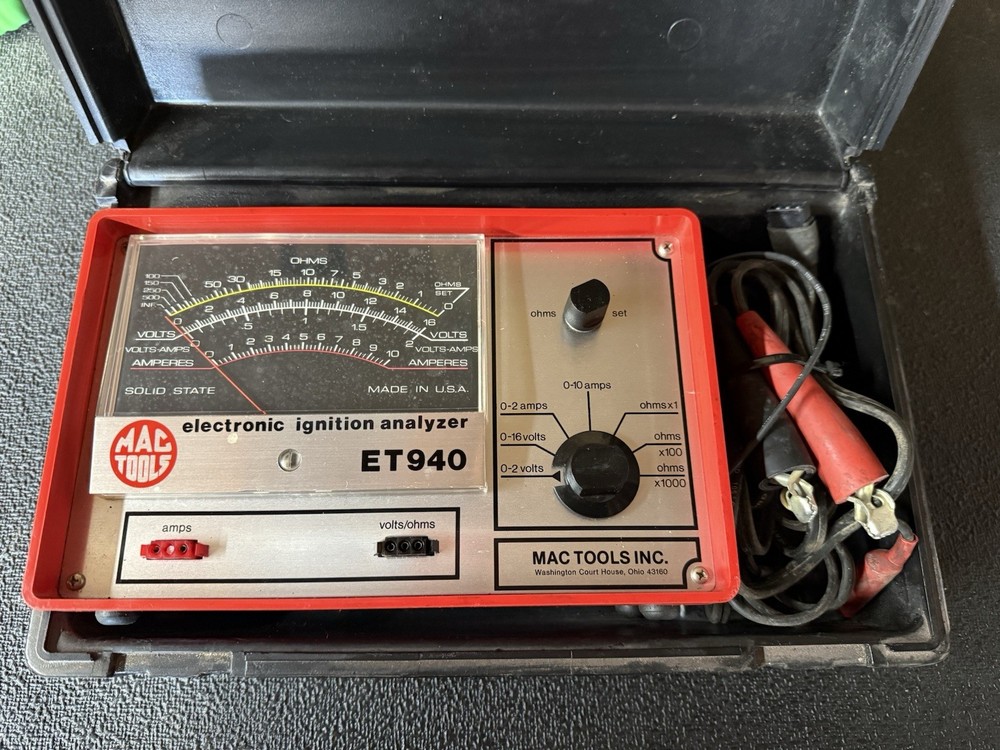 OHMS
100
150
250
500
INF.
50 30 15 10 7 5 3 2 1 0
OHMS
SET
0 2 4 6 8 10 12 14 16
VOLTS VOLTS
0 .5 1 1.5 2
VOLTS-AMPS VOLTS-AMPS
0 1 2 3 4 5 6 7 8 9 10
AMPERES AMPERES
SOLID STATE MADE IN U.S.A.
MAC
TOOLS
electronic ignition analyzer
ET940
amps
volts/ohms
ohms set
0-10 amps
0-2 amps
ohmsx1
0-16 volts
ohms
x100
0-2 volts
ohms
x1000
MAC TOOLS INC.
Washington Court House, Ohio 43160